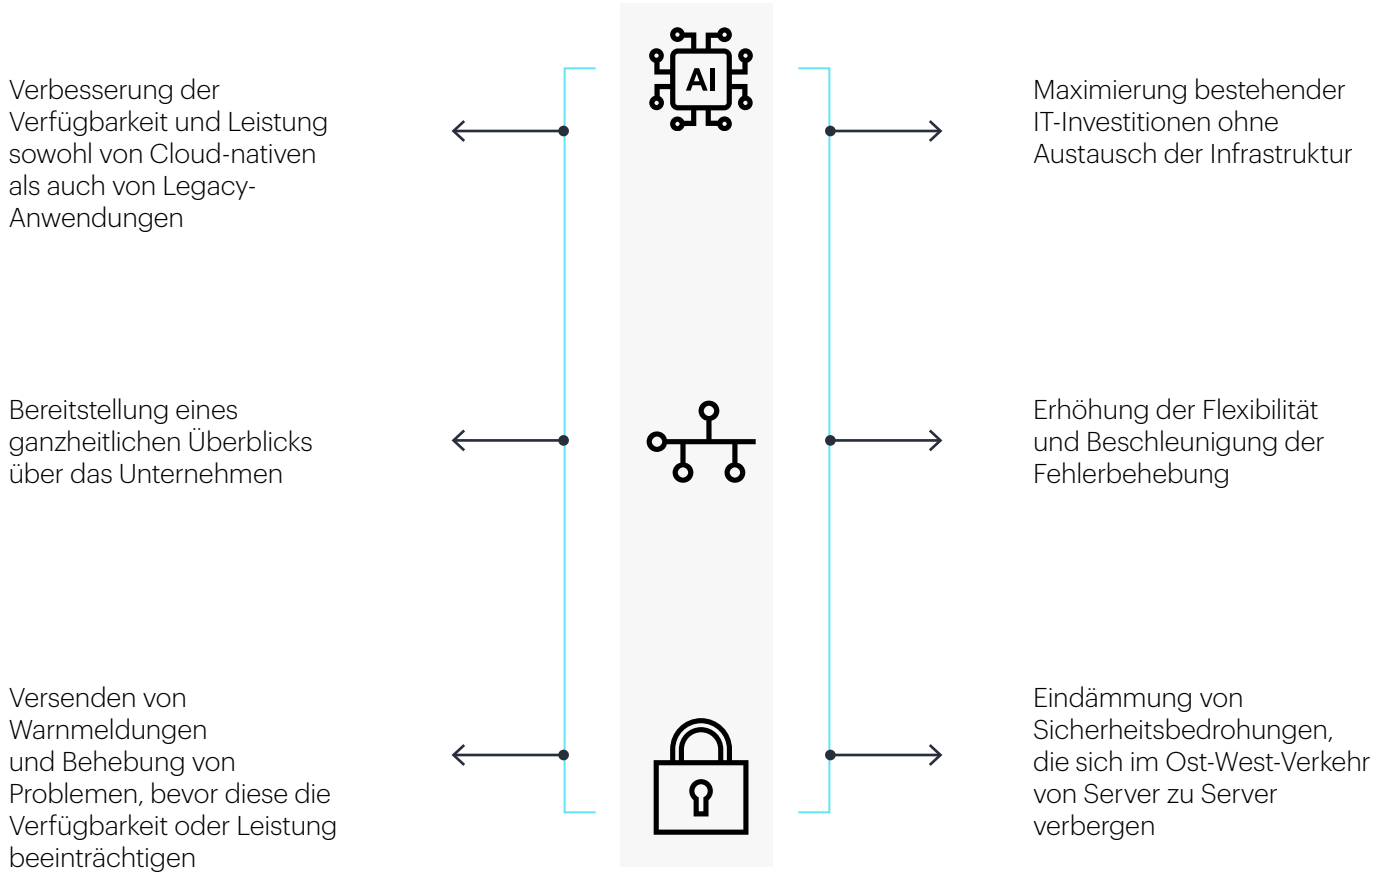 Verbesserung der
Verfügbarkeit und Leistung
sowohl von Cloud-nativen
als auch von Legacy-
Anwendungen
AI
Maximierung bestehender
IT-Investitionen ohne
Austausch der Infrastruktur
Bereitstellung eines
ganzheitlichen Überblicks
über das Unternehmen
Erhöhung der Flexibilität
und Beschleunigung der
Fehlerbehebung
Versenden von
Warnmeldungen
und Behebung von
Problemen, bevor diese die
Verfügbarkeit oder Leistung
beeinträchtigen
Eindämmung von
Sicherheitsbedrohungen,
die sich im Ost-West-Verkehr
von Server zu Server
verbergen